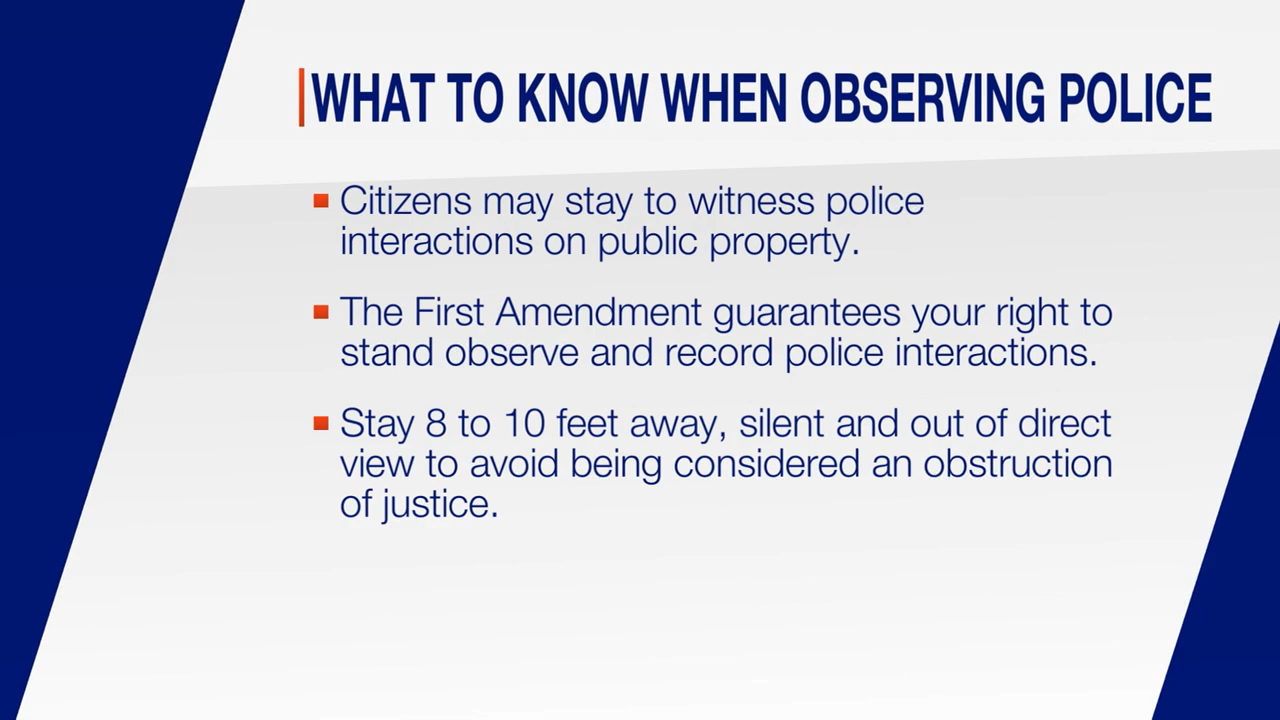 WHAT TO KNOW WHEN OBSERVING POLICE
Citizens may stay to witness police
interactions on public property.
The First Amendment guarantees your right to
stand observe and record police interactions.
Stay 8 to 10 feet away, silent and out of direct
view to avoid being considered an obstruction
of justice.